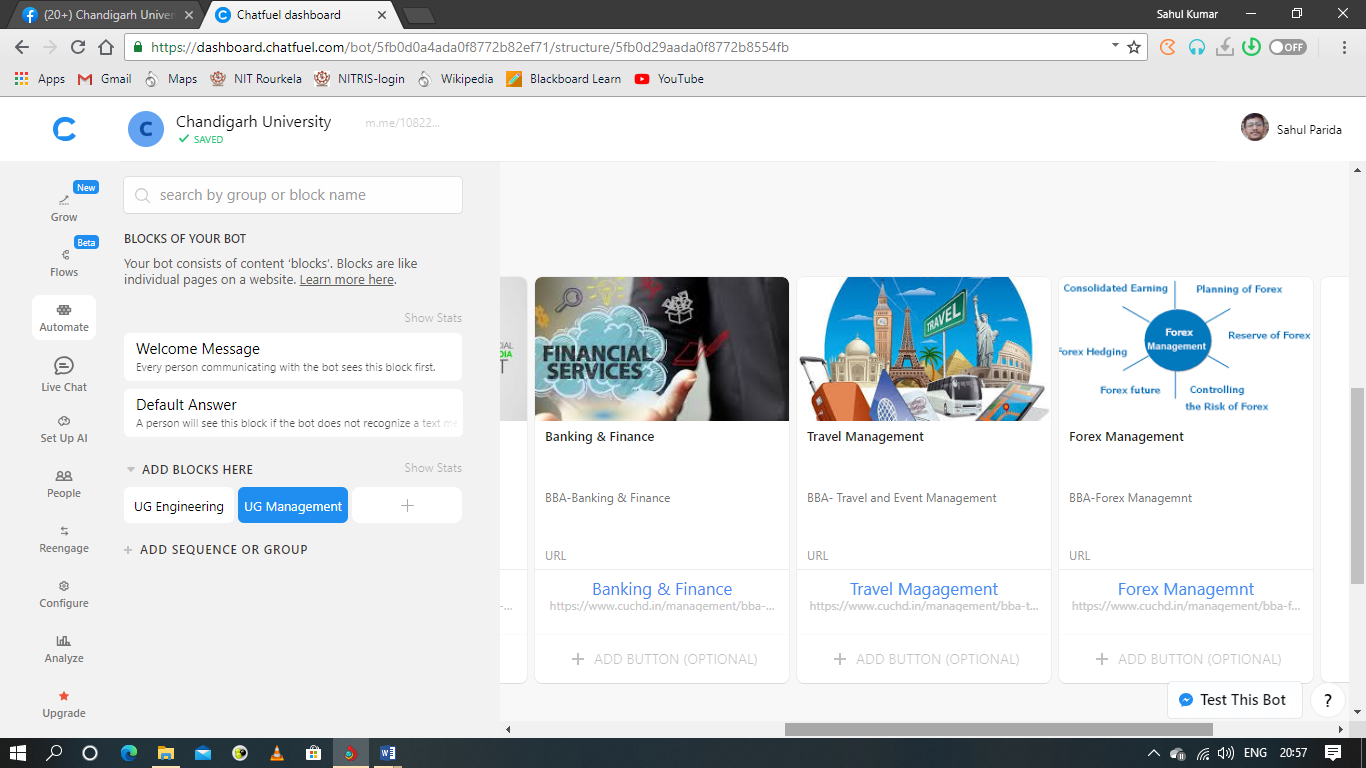 (20+) Chandigarh Univer
Chatfuel dashboard
Sahul Kumar
https://dashboard.chatfuel.com/bot/5fb0d0a4ada0f8772b82ef71/structure/5fb0d29aada0f8772b8554fb
OFF
Apps
Gmail
Maps
NIT Rourkela
NITRIS-login
Wikipedia
Blackboard Learn
YouTube
C
Chandigarh University
SAVED
m.me/10822...
Sahul Parida
New
Grow
Beta
Flows
Automate
Live Chat
Set Up AI
People
Reengage
Configure
Analyze
Upgrade
search by group or block name
BLOCKS OF YOUR BOT
Your bot consists of content ‘blocks’. Blocks are like
individual pages on a website. Learn more here.
Show Stats
Welcome Message
Every person communicating with the bot sees this block first.
Default Answer
A person will see this block if the bot does not recognize a text me
ADD BLOCKS HERE
Show Stats
UG Engineering
UG Management
ADD SEQUENCE OR GROUP
FINANCIAL
SERVICES
Banking & Finance
BBA-Banking & Finance
URL
Banking & Finance
https://www.cuchd.in/management/bba-...
ADD BUTTON (OPTIONAL)
TRAVEL
Travel Management
BBA- Travel and Event Management
URL
Travel Magagement
https://www.cuchd.in/management/bba-t...
ADD BUTTON (OPTIONAL)
Consolidated Earning
Planning of Forex
Forex
Management
Reserve of Forex
Forex Hedging
Forex future
Controlling
the Risk of Forex
Forex Management
BBA-Forex Managemnt
URL
Forex Managemnt
https://www.cuchd.in/management/bba-f...
ADD BUTTON (OPTIONAL)
Test This Bot
?
ENG
20:57